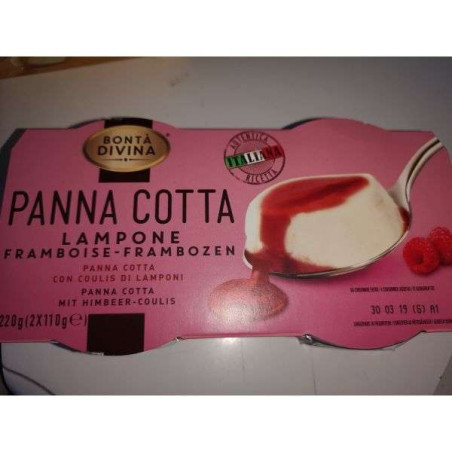 BONTÀ
DIVINA
AUTENTICA
ITALIANA
RICETTA
PANNA COTTA
LAMPONE
FRAMBOISE-FRAMBOZEN
PANNA COTTA
CON COULIS DI LAMPONI
PANNA COTTA
MIT HIMBEER-COULIS
220g(2X110g℮)
30 03 19 (G) A1